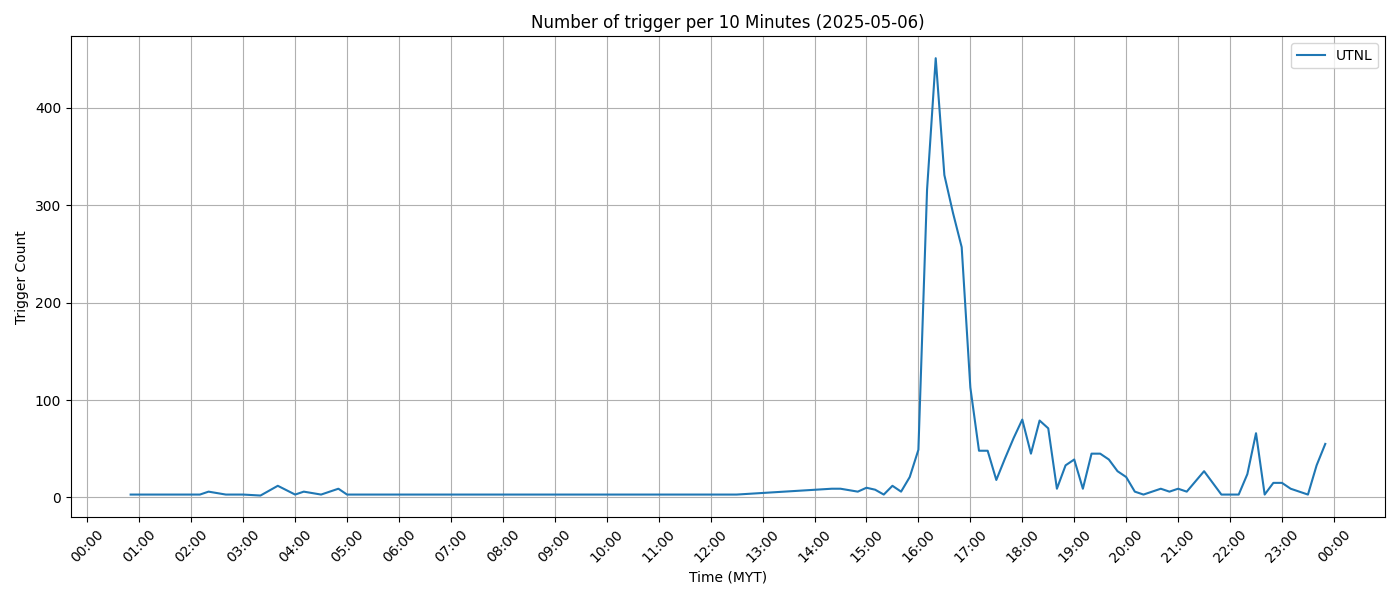 Number of trigger per 10 Minutes (2025-05-06)
UTNL
Trigger Count
400
300
200
100
0
00:00 01:00 02:00 03:00 04:00 05:00 06:00 07:00 08:00 09:00 10:00 11:00 12:00 13:00 14:00 15:00 16:00 17:00 18:00 19:00 20:00 21:00 22:00 23:00 00:00
Time (MYT)